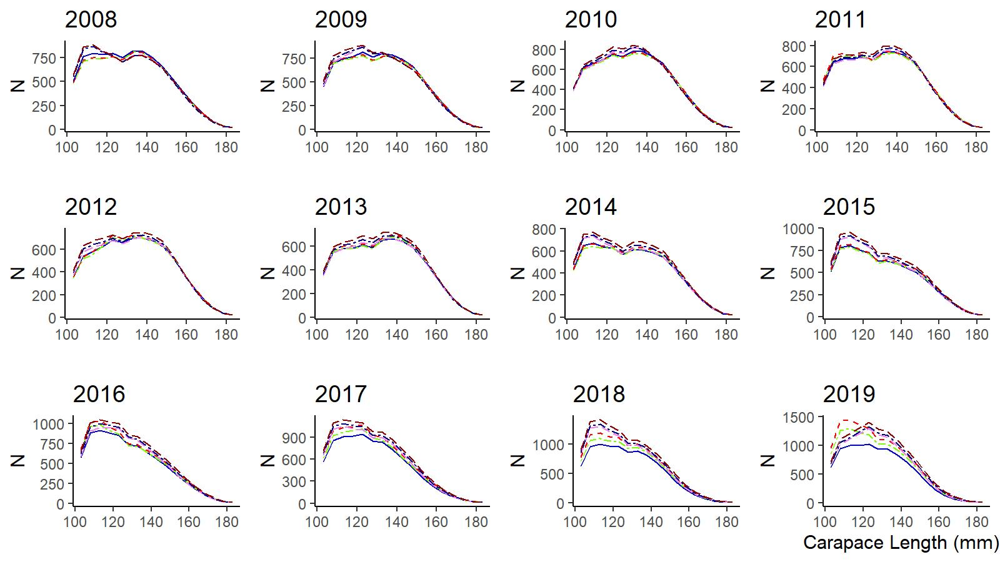 2008 2009 2010 2011
750 750 800 800
500 500 600 600
N 250 N 250 N 400 N 400
200 200
0 0 0 0
100 120 140 160 180 100 120 140 160 180 100 120 140 160 180 100 120 140 160 180
2012 2013 2014 2015
600 600 800 1000
N 400 N 400 N 600 N 750
200 200 400 500
200 250
0 0 0 0
100 120 140 160 180 100 120 140 160 180 100 120 140 160 180 100 120 140 160 180
2016 2017 2018 2019
1000 900 1000 1500
N 750 N 600 N 500 N 1000
500 300 500
250
0 0 0 0
100 120 140 160 180 100 120 140 160 180 100 120 140 160 180 100 120 140 160 180
Carapace Length (mm)